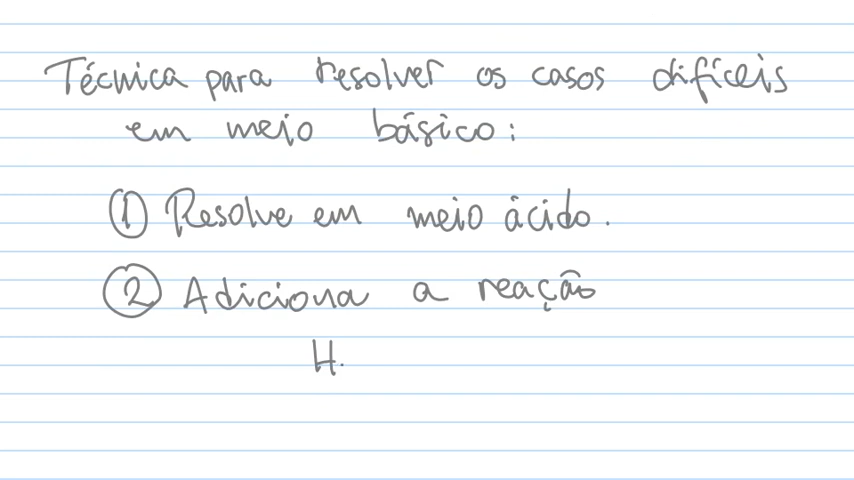 Técnica para resolver os casos difíceis
em meio básico:
① Resolve em meio ácido.
② Adiciona a reação
H.